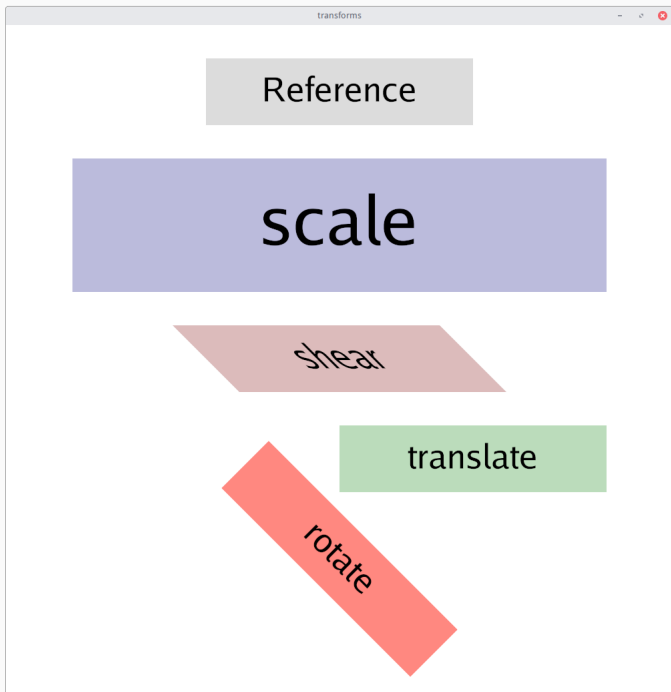 transforms
Reference
scale
shear
translate
rotate